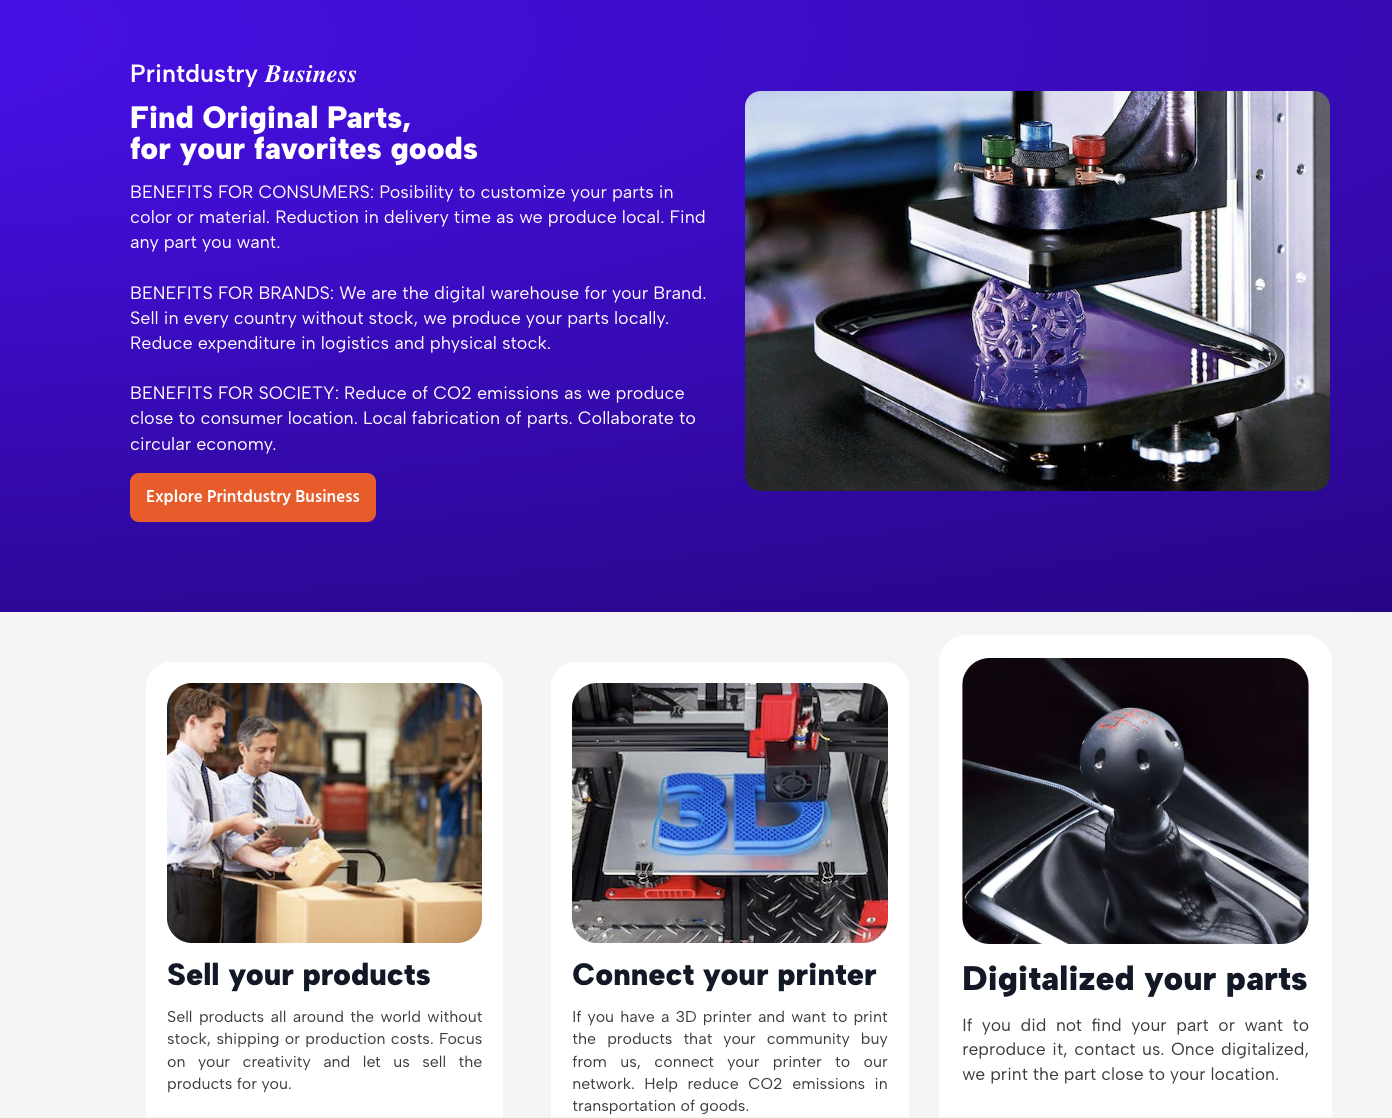 Printdustry Business
Find Original Parts,
for your favorites goods
BENEFITS FOR CONSUMERS: Posibility to customize your parts in
color or material. Reduction in delivery time as we produce local. Find
any part you want.
BENEFITS FOR BRANDS: We are the digital warehouse for your Brand.
Sell in every country without stock, we produce your parts locally.
Reduce expenditure in logistics and physical stock.
BENEFITS FOR SOCIETY: Reduce of CO2 emissions as we produce
close to consumer location. Local fabrication of parts. Collaborate to
circular economy.
Explore Printdustry Business
3D
Sell your products
Sell products all around the world without
stock, shipping or production costs. Focus
on your creativity and let us sell the
products for you.
Connect your printer
If you have a 3D printer and want to print
the products that your community buy
from us, connect your printer to our
network. Help reduce CO2 emissions in
transportation of goods.
Digitalized your parts
If you did not find your part or want to
reproduce it, contact us. Once digitalized,
we print the part close to your location.